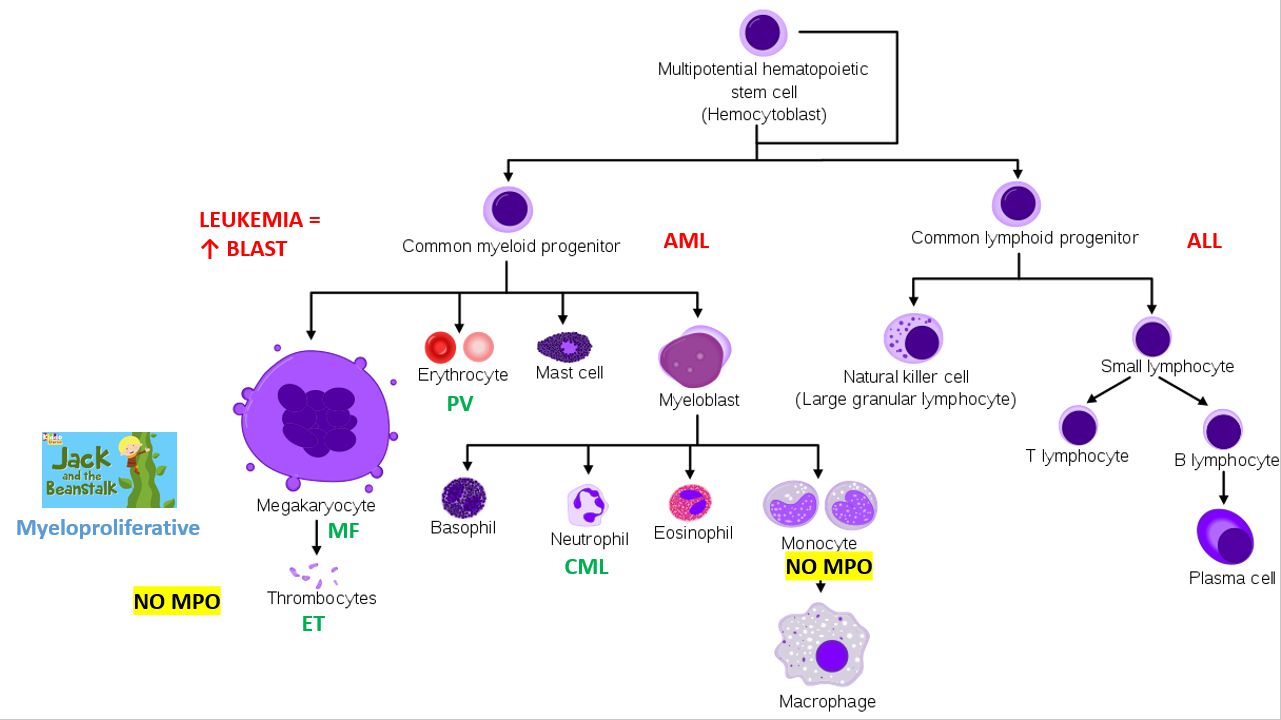 Multipotential hematopoietic
stem cell
(Hemocytoblast)
LEUKEMIA =
↑ BLAST
Common myeloid progenitor
AML
Common lymphoid progenitor
ALL
Erythrocyte
PV
Mast cell
Myeloblast
Natural killer cell
(Large granular lymphocyte)
Small lymphocyte
T lymphocyte
B lymphocyte
Jack
and the
Beanstalk
Myeloproliferative
Megakaryocyte
MF
Basophil
Neutrophil
CML
Eosinophil
Monocyte
NO MPO
Plasma cell
NO MPO
Thrombocytes
ET
Macrophage